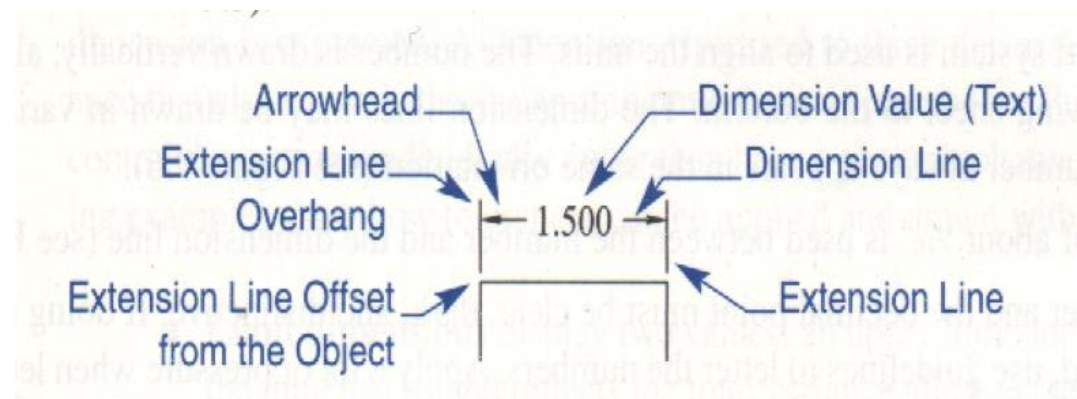 Arrowhead
Dimension Value (Text)
Extension Line
Overhang
Dimension Line
1.500
Extension Line Offset
from the Object
Extension Line